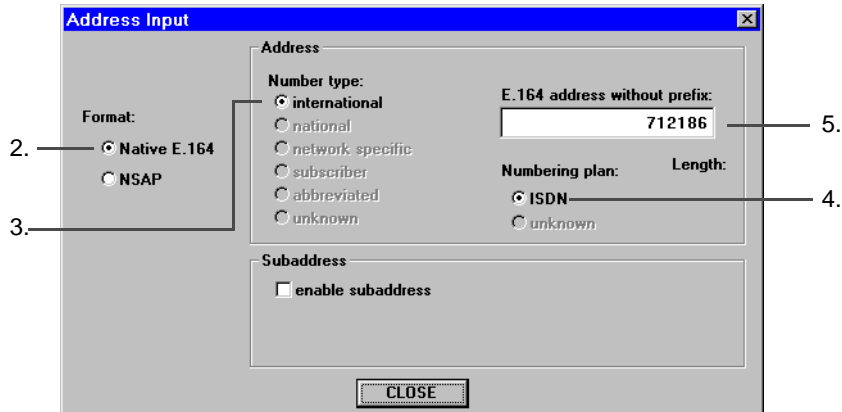 Address Input
Address
Number type:
international
national
network specific
subscriber
abbreviated
unknown
Format:
2.
Native E.164
NSAP
3.
E.164 address without prefix:
712186
5.
Length:
Numbering plan:
ISDN
4.
unknown
Subaddress
enable subaddress
CLOSE